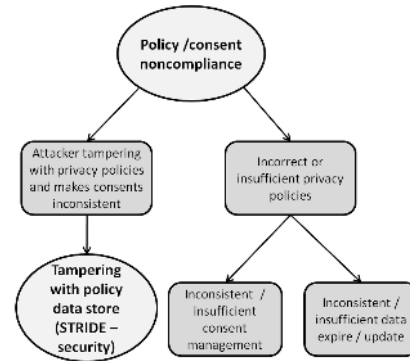 Policy /consent
noncompliance
Attacker tampering
with privacy policies
and makes consents
inconsistent
Incorrect or
insufficient privacy
policies
Tampering
with policy
data store
(STRIDE –
security)
Inconsistent /
insufficient
consent
management
Inconsistent /
insufficient data
expire / update